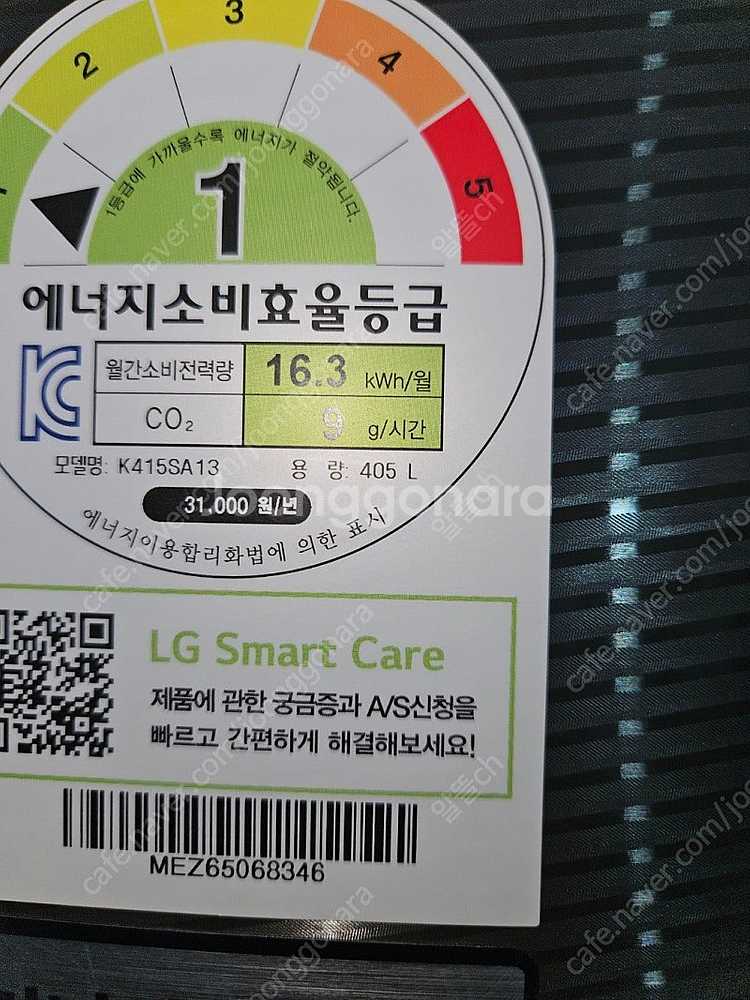 3
2
4
1
5
1등급에 가까울수록 에너지가 절약됩니다.
1
에너지소비효율등급
월간소비전력량 16.3 kWh/월
CO₂ 9 g/시간
모델명: K415SA13 용 량: 405 L
31,000 원/년
에너지이용합리화법에 의한 표시
LG Smart Care
제품에 관한 궁금증과 A/S신청을
빠르고 간편하게 해결해보세요!
MEZ65068346
joonggonara
cafe.naver.com/joonggonara